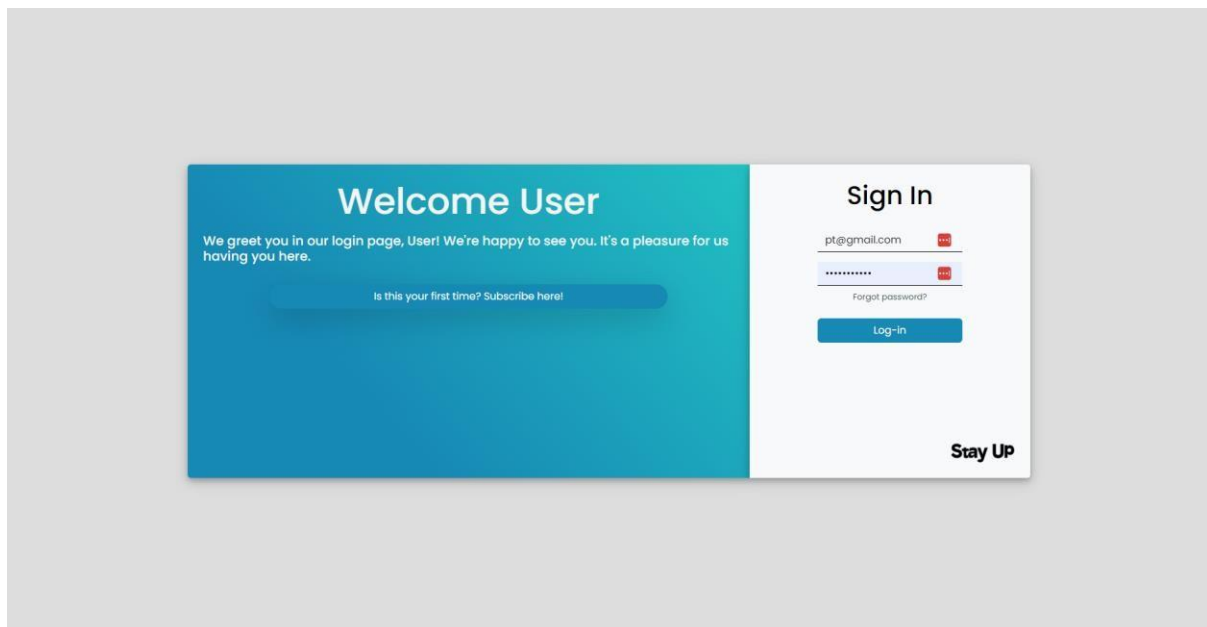 Welcome User
We greet you in our login page, User! We're happy to see you. It's a pleasure for us
having you here.
Is this your first time? Subscribe here!
Sign In
pt@gmail.com
•••••••••••
Forgot password?
Log-in
Stay UP